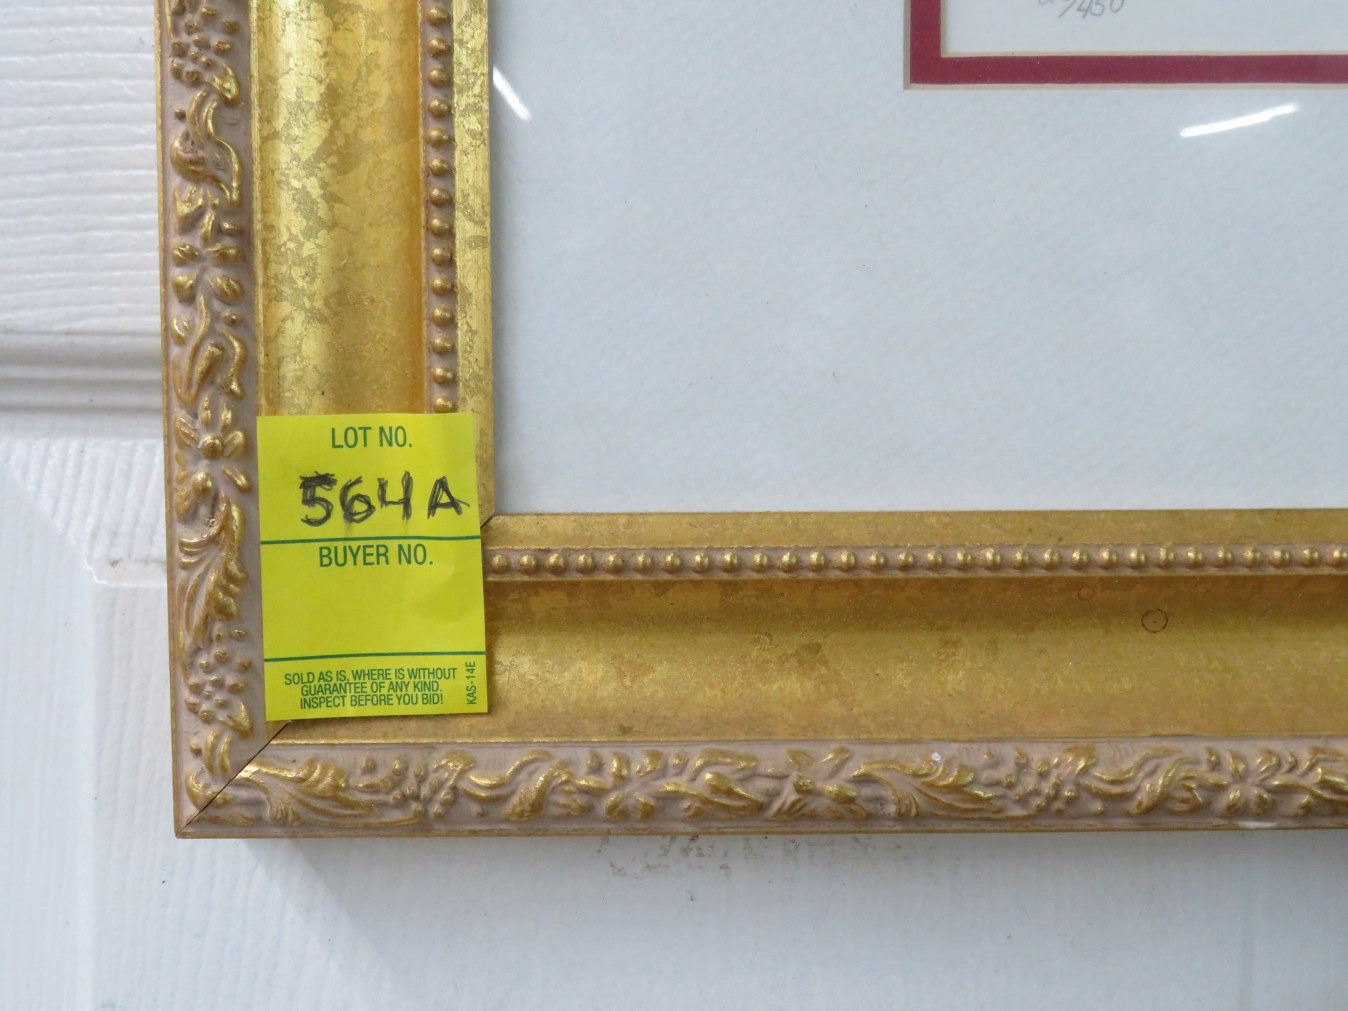 /450
LOT NO.
564A
BUYER NO.
SOLD AS IS, WHERE IS WITHOUT
GUARANTEE OF ANY KIND.
INSPECT BEFORE YOU BID!
KAS-14E